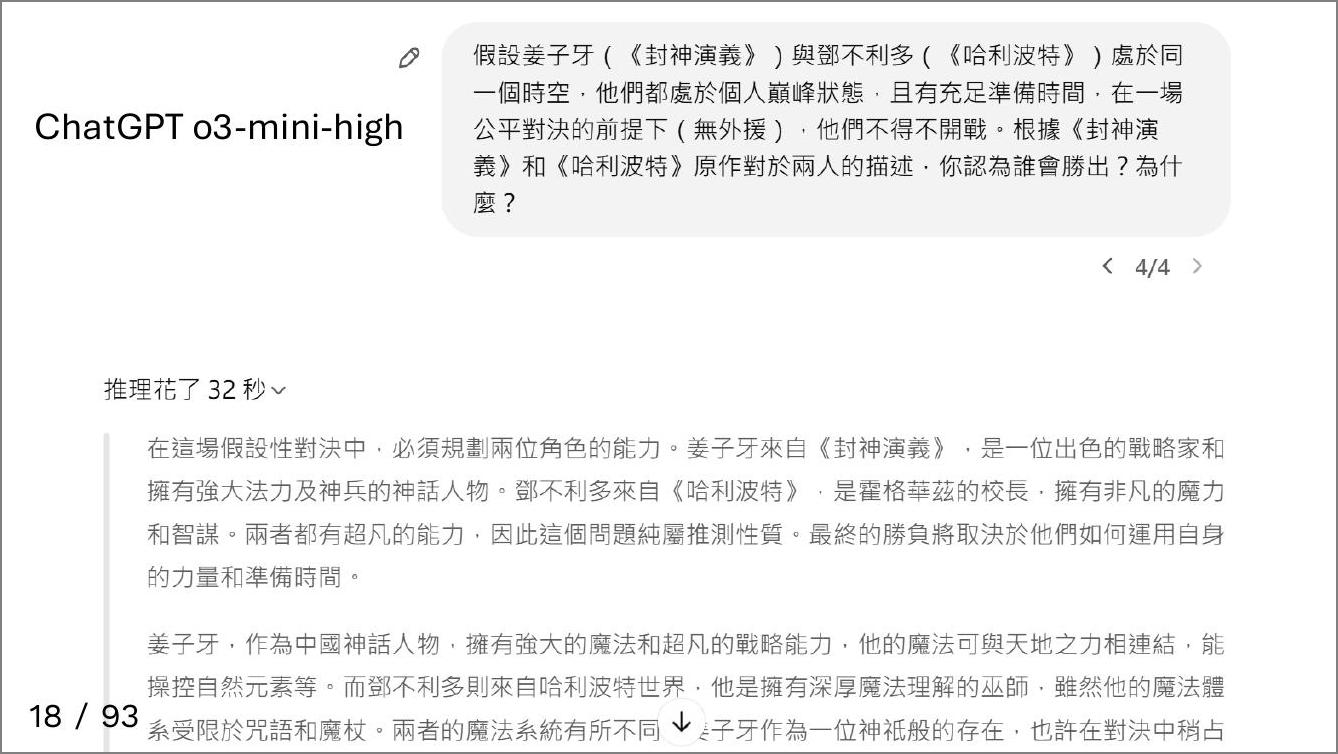 ChatGPT o3-mini-high
假設姜子牙（《封神演義》）與鄧不利多（《哈利波特》）處於同
一個時空，他們都處於個人巔峰狀態，且有充足準備時間，在一場
公平對決的前提下（無外援），他們不得不開戰。根據《封神演
義》和《哈利波特》原作對於兩人的描述，你認為誰會勝出？為什
麼？
4/4
推理花了 32 秒
在這場假設性對決中，必須規劃兩位角色的能力。姜子牙來自《封神演義》，是一位出色的戰略家和
擁有強大法力及神兵的神話人物。鄧不利多來自《哈利波特》，是霍格華茲的校長，擁有非凡的魔力
和智謀。兩者都有超凡的能力，因此這個問題純屬推測性質。最終的勝負將取決於他們如何運用自身
的力量和準備時間。
姜子牙，作為中國神話人物，擁有強大的魔法和超凡的戰略能力，他的魔法可與天地之力相連結，能
操控自然元素等。而鄧不利多則來自哈利波特世界，他是擁有深厚魔法理解的巫師，雖然他的魔法體
系受限於咒語和魔杖。兩者的魔法系統有所不同 姜子牙作為一位神祇般的存在，也許在對決中稍占
18 / 93